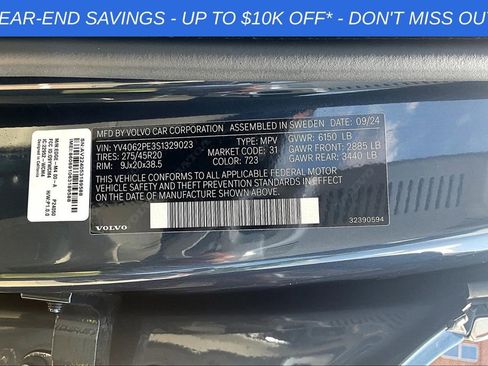 EAR-END SAVINGS - UP TO $10K OFF* - DON'T MISS OUT
MFD BY: VOLVO CAR CORPORATION. ASSEMBLED IN SWEDEN 09/24
VIN: YV4062PE3S1329023 TYPE: MPV GVWR: 6150 LB
TIRES: 275/45R20 MARKET CODE: 31 GAWR FRONT: 2885 LB
RIM: 9Jx20x38.5 COLOR: 723 GAWR REAR: 3440 LB
CONFORMS TO ALL APPLICABLE FEDERAL MOTOR
VEHICLE SAFETY, BUMPER, AND THEFT PREVENTION
STANDARDS IN EFFECT ON THE DATE OF MANUFACTURE
SHOWN ABOVE
32390594
VOLVO